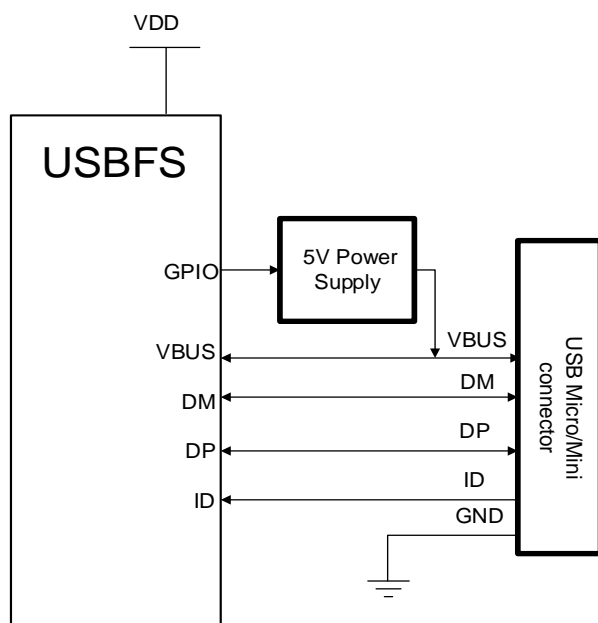 VDD
USBFS
5V Power
Supply
GPIO
VBUS
VBUS
DM
DM
DP
DP
ID
ID
GND
USB Micro/Mini
connector